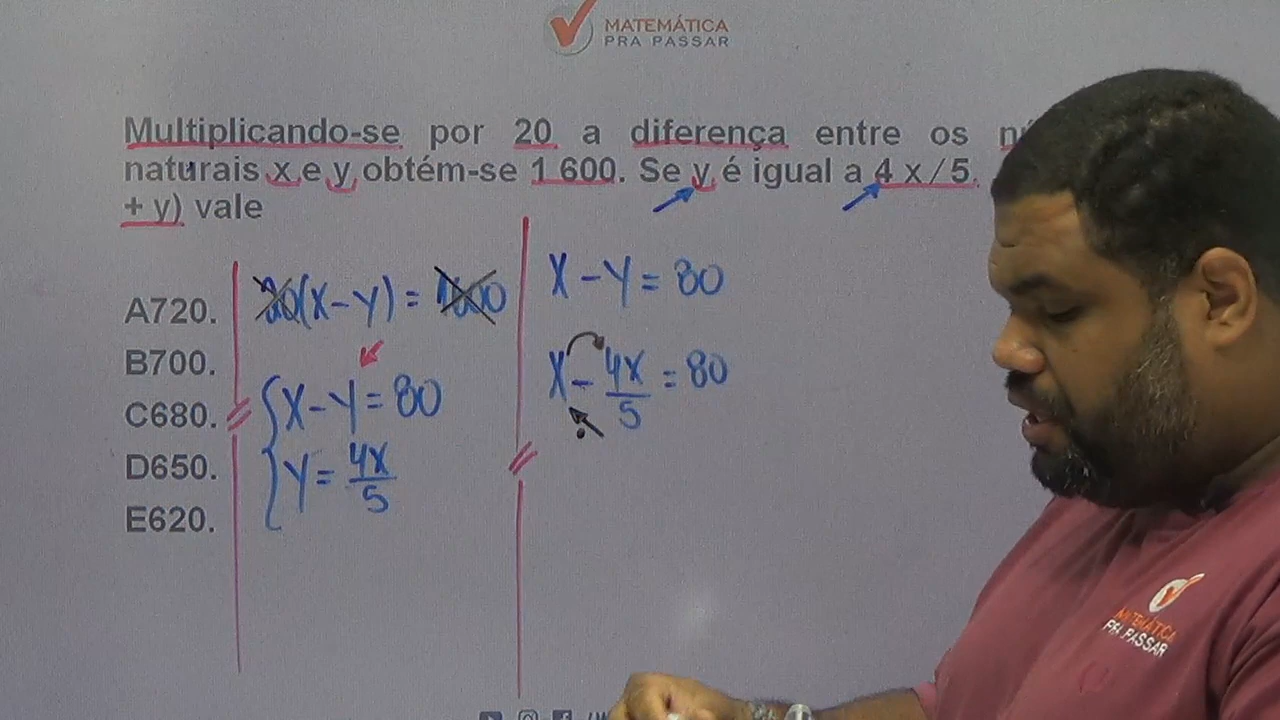 MATEMÁTICA
PRA PASSAR
Multiplicando-se por 20 a diferença entre os
naturais x e y obtém-se 1 600. Se y é igual a 4 x / 5.
+ y) vale
A720.
B700.
C680.
D650.
E620.
20(X-Y) = 1600
X-Y = 80
Y = 4X/5
X-Y = 80
X - 4X/5 = 80
MATEMÁTICA
PRA PASSAR